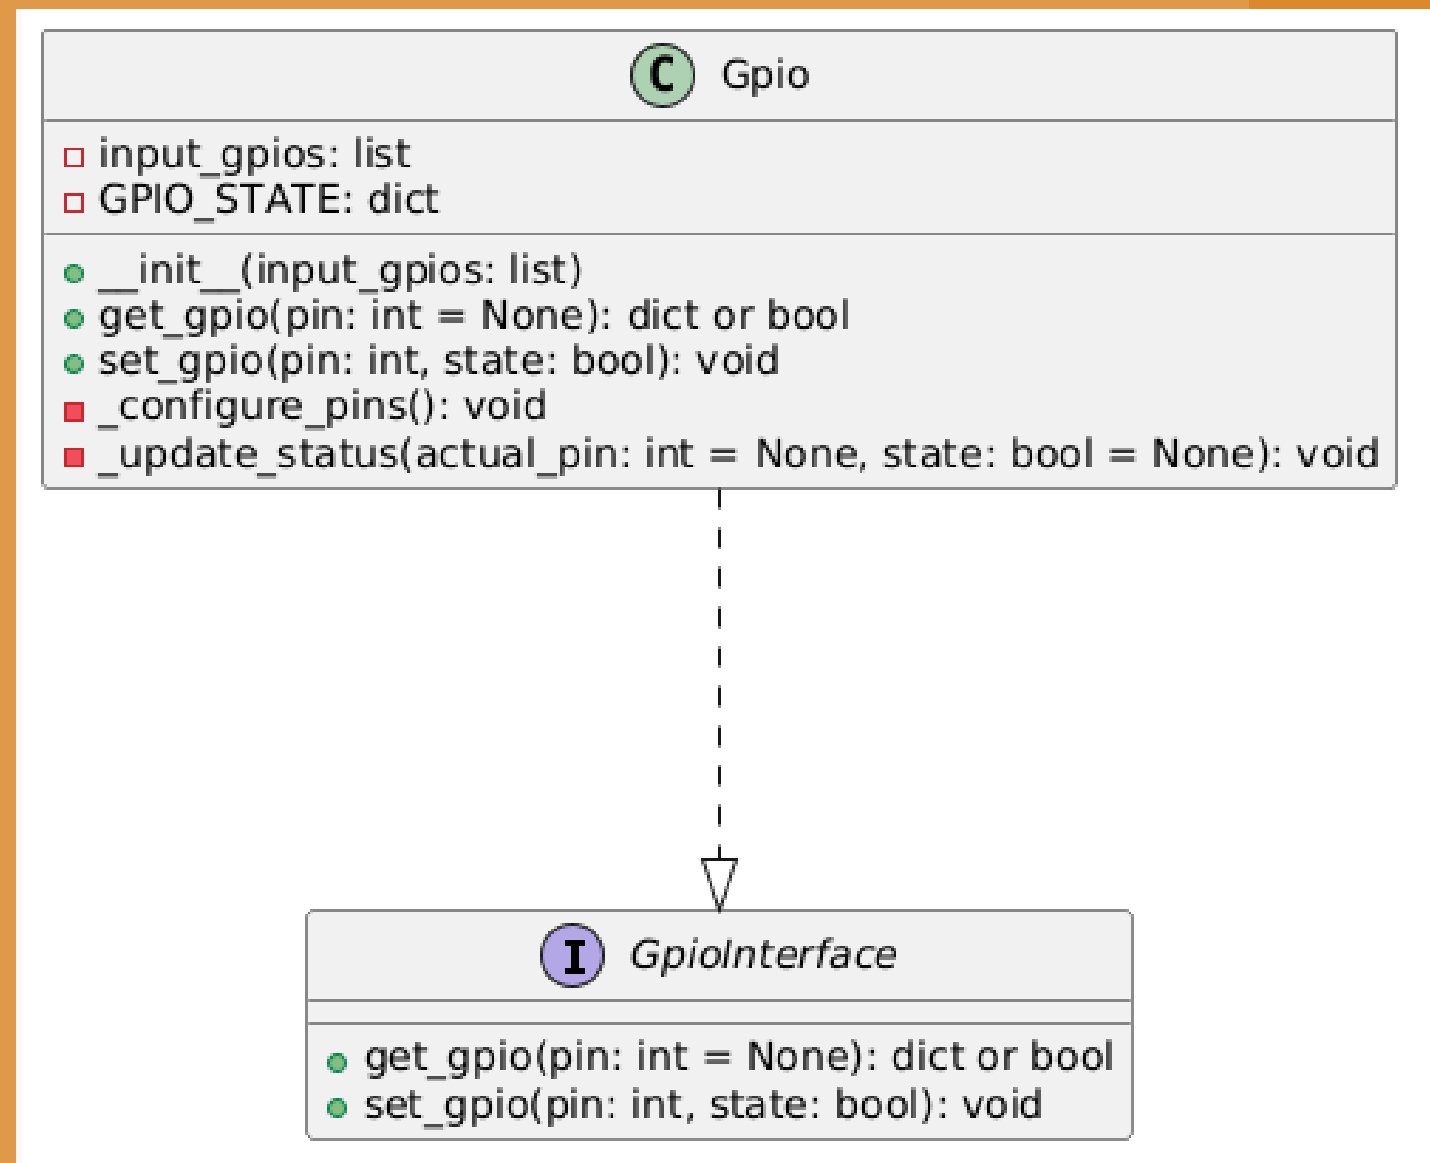 C Gpio
input_gpios: list
GPIO_STATE: dict
__init__(input_gpios: list)
get_gpio(pin: int = None): dict or bool
set_gpio(pin: int, state: bool): void
_configure_pins(): void
_update_status(actual_pin: int = None, state: bool = None): void
I GpioInterface
get_gpio(pin: int = None): dict or bool
set_gpio(pin: int, state: bool): void